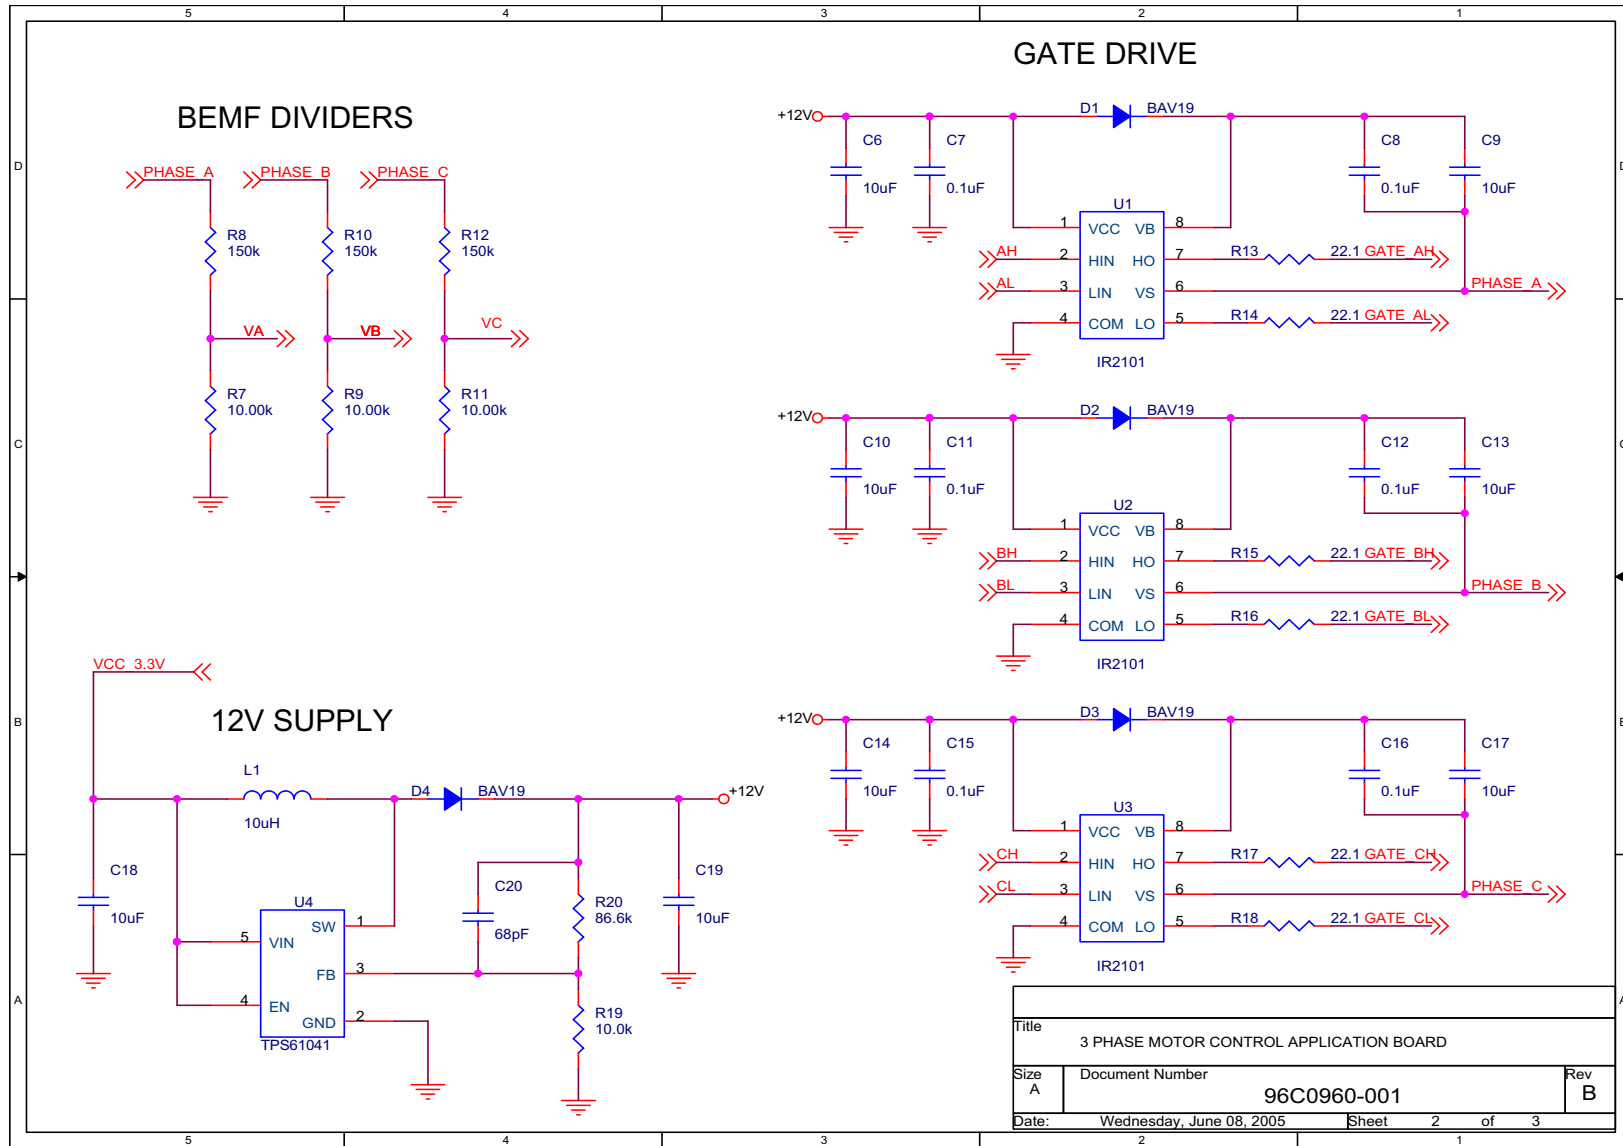 5 4 3 2 1
GATE DRIVE
BEMF DIVIDERS
D
D
C
C
B
B
A
A
PHASE_A
PHASE_B
PHASE_C
R8
150k
R10
150k
R12
150k
VA
VB
VC
R7
10.00k
R9
10.00k
R11
10.00k
+12V
D1 BAV19
C6
10uF
C7
0.1uF
C8
0.1uF
C9
10uF
U1
1 VCC VB 8
AH 2 HIN HO 7 R13 22.1 GATE_AH
AL 3 LIN VS 6 PHASE_A
4 COM LO 5 R14 22.1 GATE_AL
IR2101
+12V
D2 BAV19
C10
10uF
C11
0.1uF
C12
0.1uF
C13
10uF
U2
1 VCC VB 8
BH 2 HIN HO 7 R15 22.1 GATE_BH
BL 3 LIN VS 6 PHASE_B
4 COM LO 5 R16 22.1 GATE_BL
IR2101
+12V
D3 BAV19
C14
10uF
C15
0.1uF
C16
0.1uF
C17
10uF
U3
1 VCC VB 8
CH 2 HIN HO 7 R17 22.1 GATE_CH
CL 3 LIN VS 6 PHASE_C
4 COM LO 5 R18 22.1 GATE_CL
IR2101
VCC_3.3V
12V SUPPLY
L1
10uH
D4 BAV19
+12V
C18
10uF
C20
68pF
R20
86.6k
C19
10uF
U4
SW 1
5 VIN
FB 3
4 EN
GND 2
TPS61041
R19
10.0k
Title
3 PHASE MOTOR CONTROL APPLICATION BOARD
Size Document Number Rev
A 96C0960-001 B
Date: Wednesday, June 08, 2005 Sheet 2 of 3
5 4 3 2 1